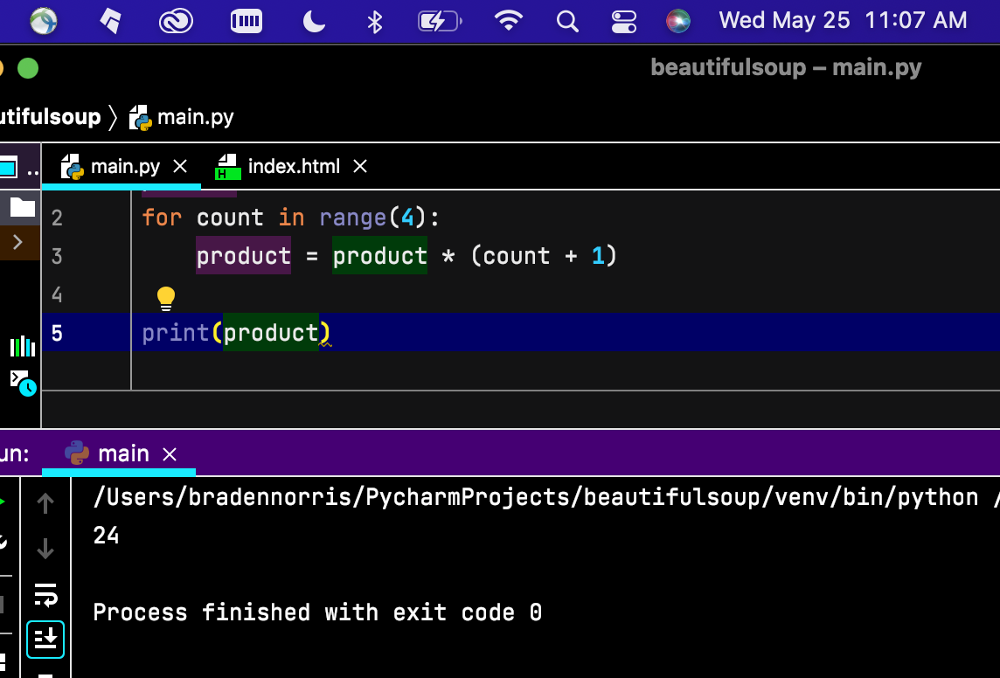 Wed May 25 11:07 AM
beautifulsoup – main.py
utifulsoup 〉 main.py
.. main.py × H index.html ×
2 for count in range(4):
3 product = product * (count + 1)
4
5 print(product)
un: main ×
/Users/bradennorris/PycharmProjects/beautifulsoup/venv/bin/python /
24
Process finished with exit code 0